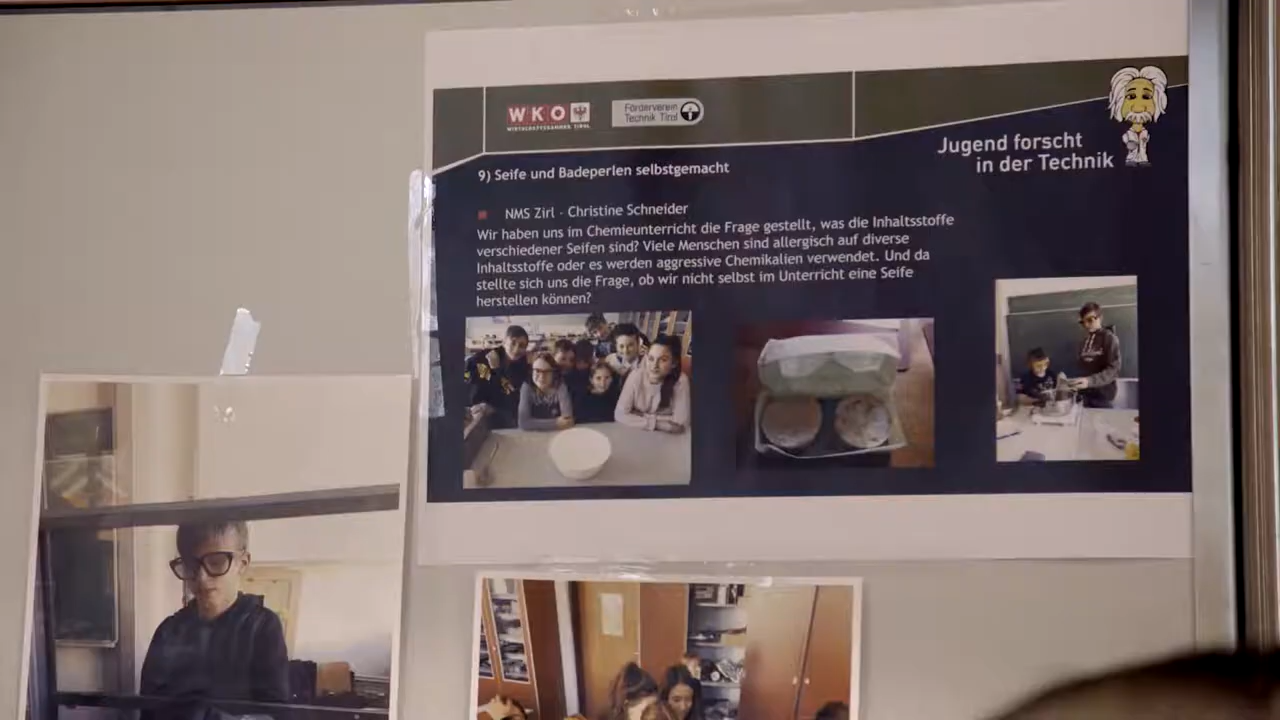 WKO
WIRTSCHAFTSKAMMER TIROL
Förderverein
Technik Tirol
Jugend forscht
in der Technik
9) Seife und Badeperlen selbstgemacht
NMS Zirl - Christine Schneider
Wir haben uns im Chemieunterricht die Frage gestellt, was die Inhaltsstoffe
verschiedener Seifen sind? Viele Menschen sind allergisch auf diverse
Inhaltsstoffe oder es werden aggressive Chemikalien verwendet. Und da
stellte sich uns die Frage, ob wir nicht selbst im Unterricht eine Seife
herstellen können?